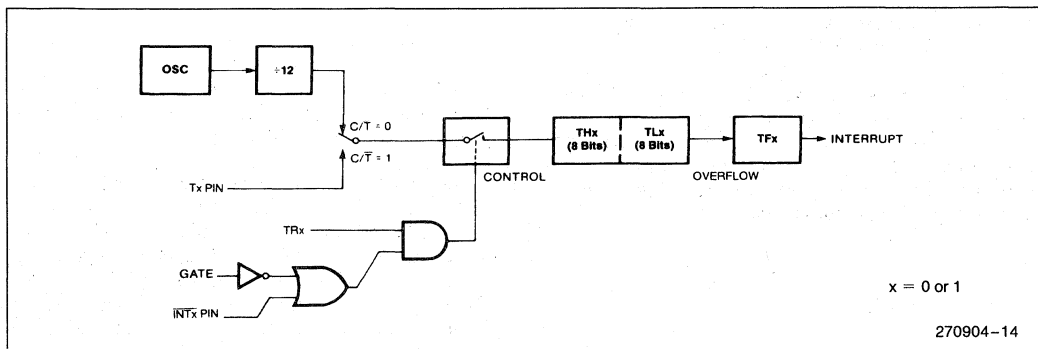 OSC
÷12
C/T̅ = 0
C/T̅ = 1
Tx PIN
CONTROL
THx
(8 Bits)
TLx
(8 Bits)
OVERFLOW
TFx
INTERRUPT
TRx
GATE
I̅N̅T̅x̅ PIN
x = 0 or 1
270904–14